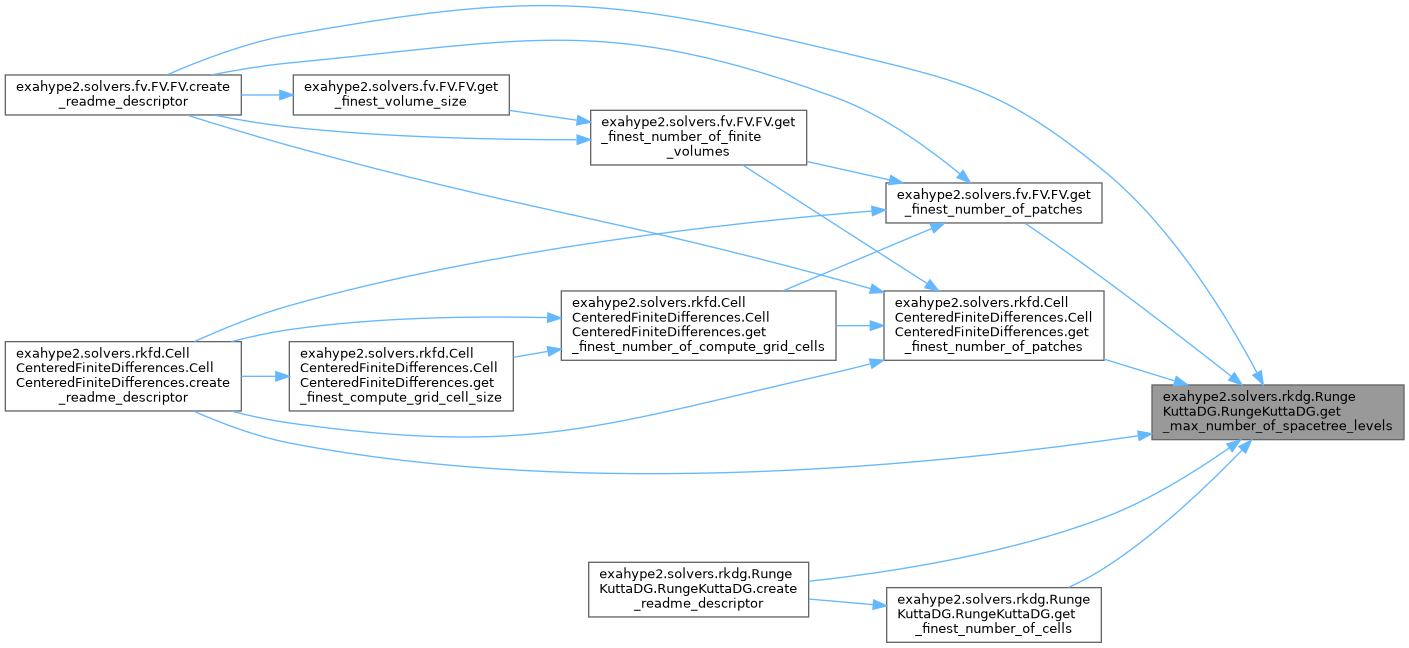 exahype2.solvers.fv.FV.FV.create
_readme_descriptor
exahype2.solvers.fv.FV.FV.get
_finest_volume_size
exahype2.solvers.fv.FV.FV.get
_finest_number_of_finite
_volumes
exahype2.solvers.fv.FV.FV.get
_finest_number_of_patches
exahype2.solvers.rkfd.Cell
CenteredFiniteDifferences.Cell
CenteredFiniteDifferences.get
_finest_number_of_compute_grid_cells
exahype2.solvers.rkfd.Cell
CenteredFiniteDifferences.Cell
CenteredFiniteDifferences.get
_finest_number_of_patches
exahype2.solvers.rkfd.Cell
CenteredFiniteDifferences.Cell
CenteredFiniteDifferences.create
_readme_descriptor
exahype2.solvers.rkfd.Cell
CenteredFiniteDifferences.Cell
CenteredFiniteDifferences.get
_finest_compute_grid_cell_size
exahype2.solvers.rkdg.Runge
KuttaDG.RungeKuttaDG.get
_max_number_of_spacetree_levels
exahype2.solvers.rkdg.Runge
KuttaDG.RungeKuttaDG.create
_readme_descriptor
exahype2.solvers.rkdg.Runge
KuttaDG.RungeKuttaDG.get
_finest_number_of_cells